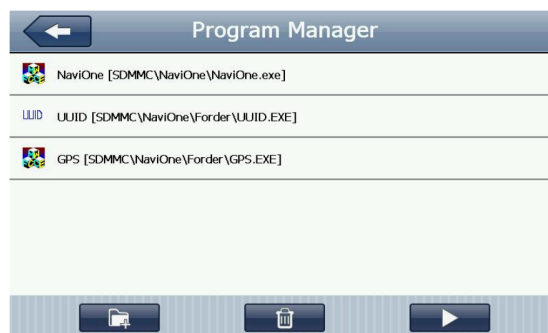 Program Manager
NaviOne [SDMMC\NaviOne\NaviOne.exe]
UUID UUID [SDMMC\NaviOne\Forder\UUID.EXE]
GPS [SDMMC\NaviOne\Forder\GPS.EXE]